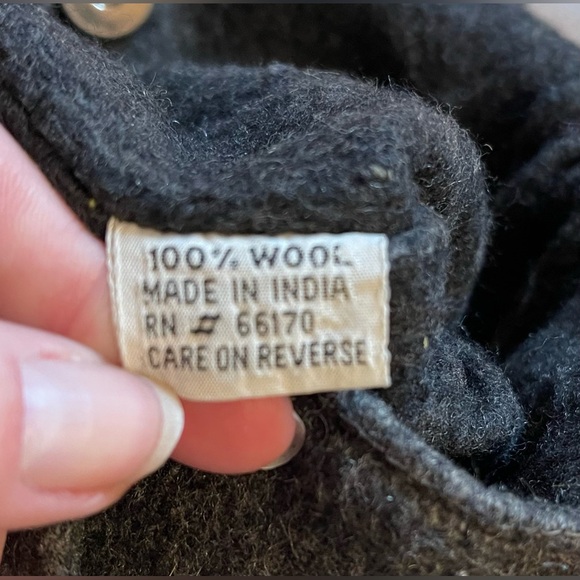 100% WOOL
MADE IN INDIA
RN # 66170
CARE ON REVERSE